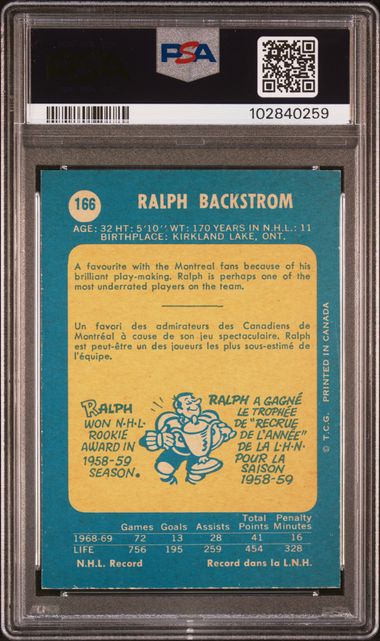 PSA
102840259
166
RALPH BACKSTROM
AGE: 32 HT: 5'10" WT: 170 YEARS IN N.H.L.: 11
BIRTHPLACE: KIRKLAND LAKE, ONT.
A favourite with the Montreal fans because of his
brilliant play-making. Ralph is perhaps one of the
most underrated players on the team.
Un favori des admirateurs des Canadiens de
Montréal à cause de son jeu spectaculaire. Ralph
est peut-être un des joueurs les plus sous-estimé de
l'équipe.
RALPH
WON N.H.L.
ROOKIE
AWARD IN
1958-59
SEASON.
RALPH A GAGNÉ
LE TROPHÉE
DE "RECRUE
DE L'ANNÉE"
DE LA L.H.N.
POUR LA
SAISON
1958-59
© T.C.G. PRINTED IN CANADA
Games Goals Assists Total Points Penalty Minutes
1968-69 72 13 28 41 16
LIFE 756 195 259 454 328
N.H.L. Record Record dans la L.N.H.